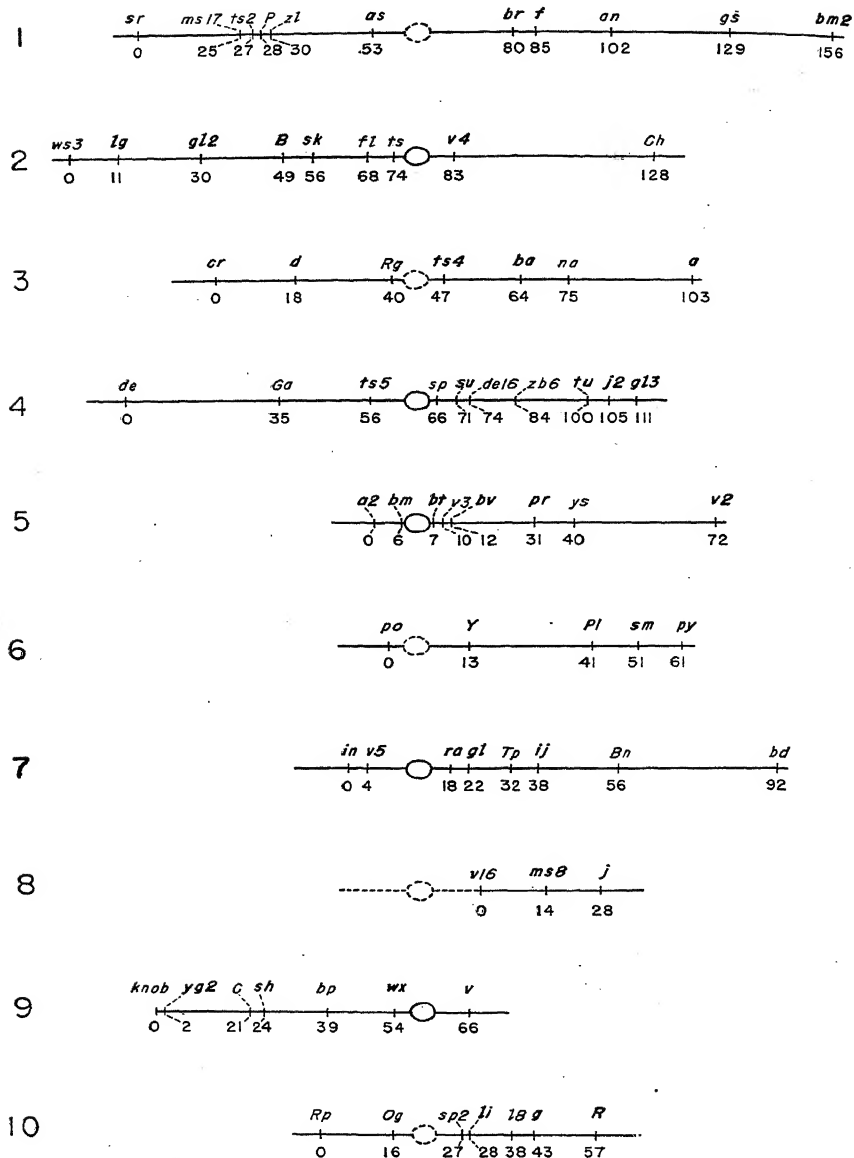 sr ms17 ts2 P zl as br f an gš bm2
1
0 25 27 28 30 53 80 85 102 129 156
ws3 lg gl2 B sk fl ts v4 Ch
2
0 11 30 49 56 68 74 83 128
cr d Rg ts4 ba na a
3
0 18 40 47 64 75 103
de Ga ts5 sp su de16 zb6 tu j2 gl3
4
0 35 56 66 71 74 84 100 105 111
a2 bm bt v3 bv pr ys v2
5
0 6 7 10 12 31 40 72
po Y Pl sm py
6
0 13 41 51 61
in v5 ra gl Tp ij Bn bd
7
0 4 18 22 32 38 56 92
v16 ms8 j
8
0 14 28
knob yg2 C sh bp wx v
9
0 2 21 24 39 54 66
Rp Og sp2 li l8 g R
10
0 16 27 28 38 43 57